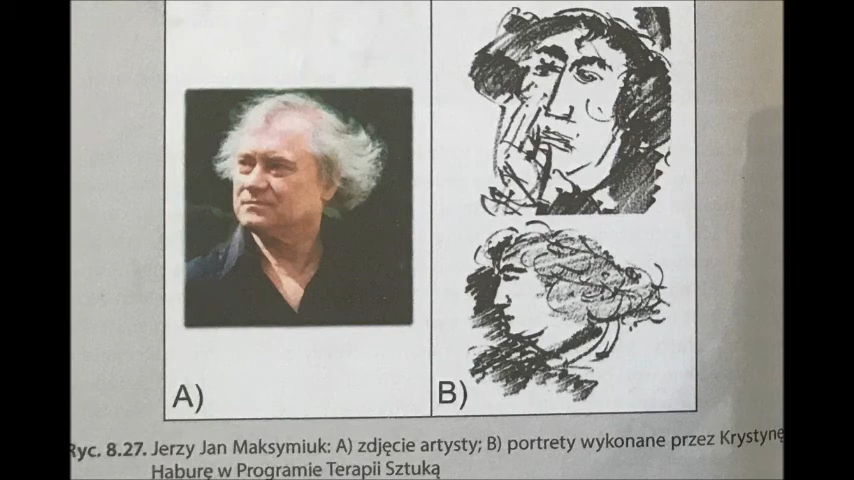 A)
B)
Ryc. 8.27. Jerzy Jan Maksymiuk: A) zdjęcie artysty; B) portrety wykonane przez Krystynę
Haburę w Programie Terapii Sztuką